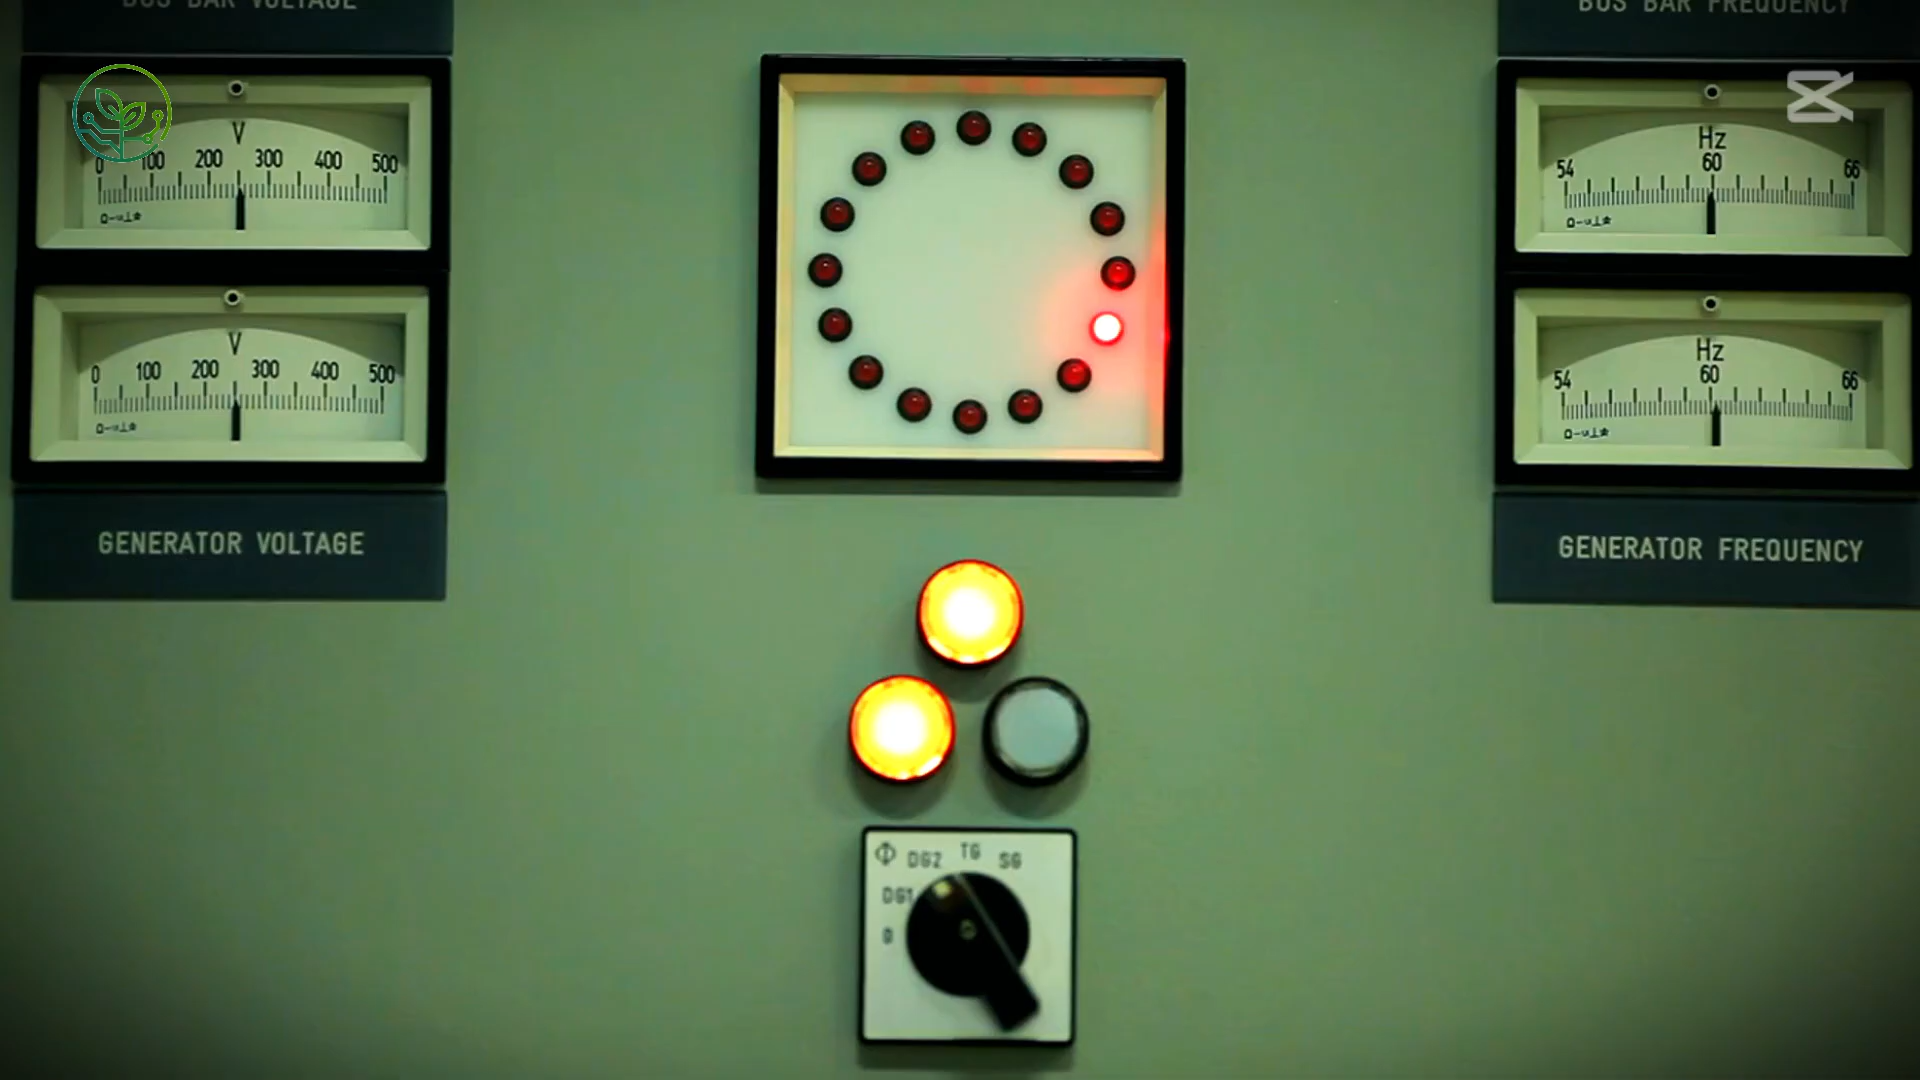 BUS BAR VOLTAGE
V
0 100 200 300 400 500
V
0 100 200 300 400 500
GENERATOR VOLTAGE
BUS BAR FREQUENCY
Hz
54 60 66
Hz
54 60 66
GENERATOR FREQUENCY
DG2 TG SG
DG1
0